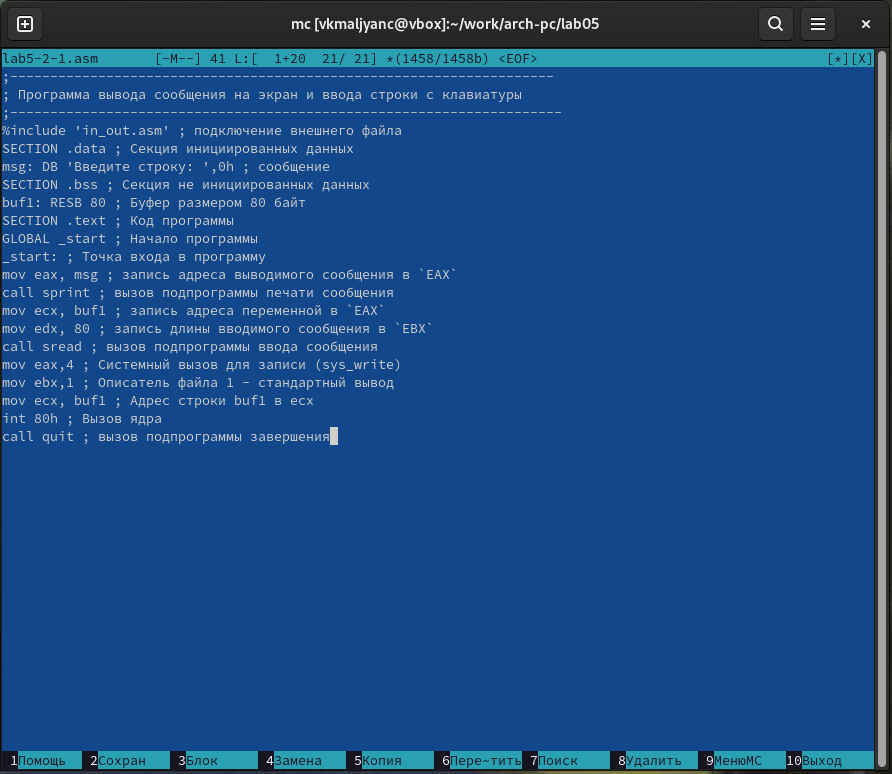 mc [vkmaljyanc@vbox]:~/work/arch-pc/lab05
lab5-2-1.asm [-M--] 41 L:[ 1+20 21/ 21] *(1458/1458b) <EOF> [*][X]
;--------------------------------------------------------------------
; Программа вывода сообщения на экран и ввода строки с клавиатуры
;---------------------------------------------------------------------
%include 'in_out.asm' ; подключение внешнего файла
SECTION .data ; Секция инициированных данных
msg: DB 'Введите строку: ',0h ; сообщение
SECTION .bss ; Секция не инициированных данных
buf1: RESB 80 ; Буфер размером 80 байт
SECTION .text ; Код программы
GLOBAL _start ; Начало программы
_start: ; Точка входа в программу
mov eax, msg ; запись адреса выводимого сообщения в `EAX`
call sprint ; вызов подпрограммы печати сообщения
mov ecx, buf1 ; запись адреса переменной в `EAX`
mov edx, 80 ; запись длины вводимого сообщения в `EBX`
call sread ; вызов подпрограммы ввода сообщения
mov eax,4 ; Системный вызов для записи (sys_write)
mov ebx,1 ; Описатель файла 1 - стандартный вывод
mov ecx, buf1 ; Адрес строки buf1 в ecx
int 80h ; Вызов ядра
call quit ; вызов подпрограммы завершения
1Помощь 2Сохран 3Блок 4Замена 5Копия 6Пере~тить 7Поиск 8Удалить 9МенюMC 10Выход